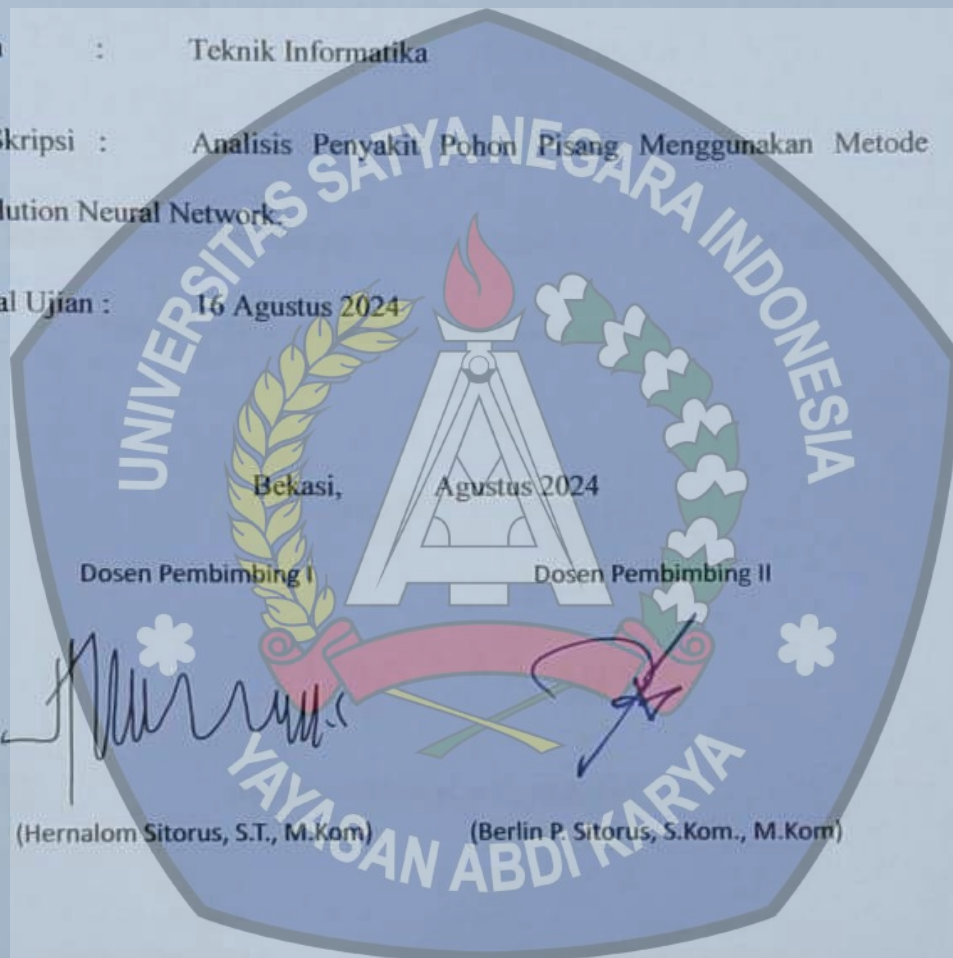 : Teknik Informatika
Skripsi : Analisis Penyakit Pohon Pisang Menggunakan Metode
lution Neural Network.
al Ujian : 16 Agustus 2024
Bekasi, Agustus 2024
Dosen Pembimbing I Dosen Pembimbing II
(Hernalom Sitorus, S.T., M.Kom) (Berlin P. Sitorus, S.Kom., M.Kom)
UNIVERSITAS SATYA NEGARA INDONESIA
YAYASAN ABDI KARYA